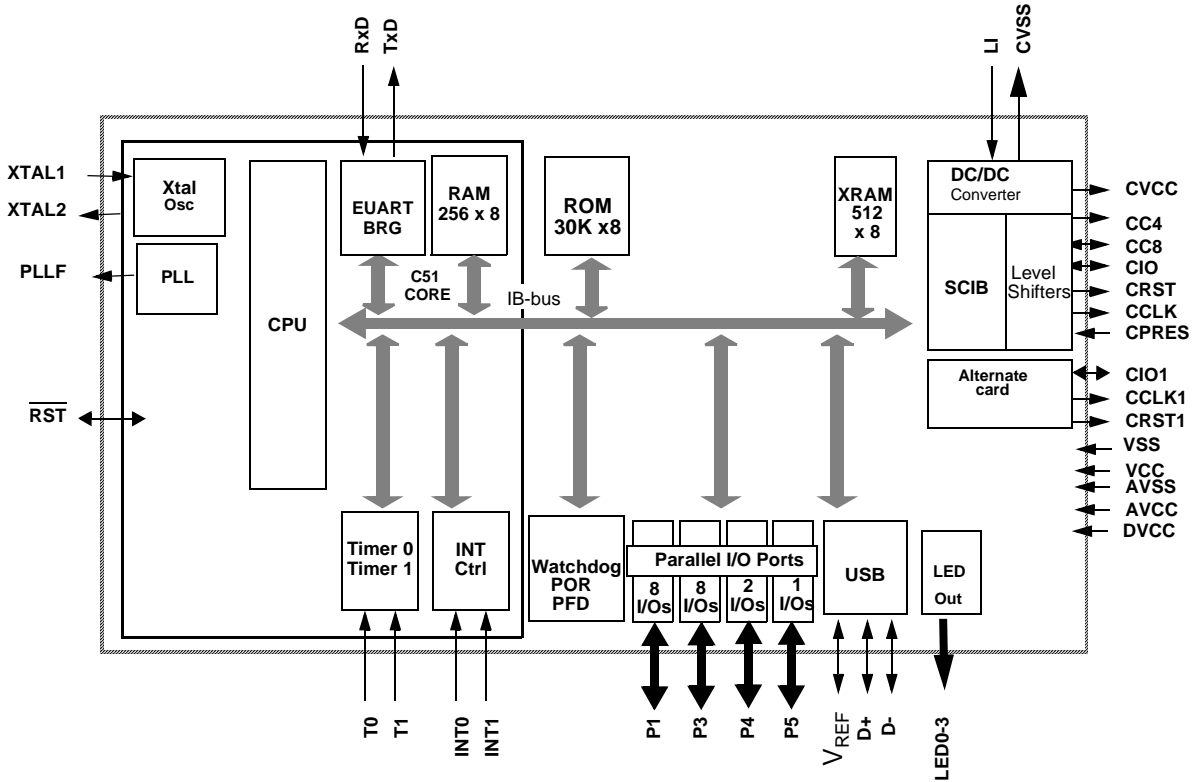 RxD
TxD
LI
CVSS
XTAL1
XTAL2
PLLF
RST
Xtal
Osc
PLL
CPU
EUART
BRG
RAM
256 x 8
C51
CORE
IB-bus
ROM
30K x8
XRAM
512
x 8
DC/DC
Converter
SCIB
Level
Shifters
Alternate
card
CVCC
CC4
CC8
CIO
CRST
CCLK
CPRES
CIO1
CCLK1
CRST1
VSS
VCC
AVSS
AVCC
DVCC
Timer 0
Timer 1
INT
Ctrl
Watchdog
POR
PFD
Parallel I/O Ports
8
I/Os
8
I/Os
2
I/Os
1
I/Os
USB
LED
Out
T0
T1
INT0
INT1
P1
P3
P4
P5
VREF
D+
D-
LED0-3